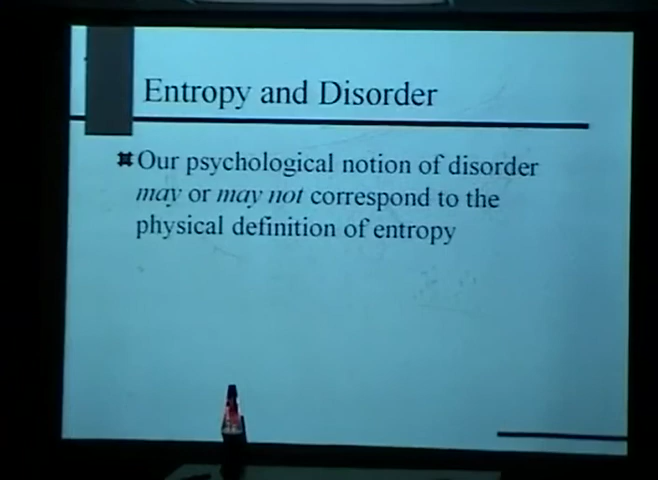 Entropy and Disorder
Our psychological notion of disorder
may or may not correspond to the
physical definition of entropy